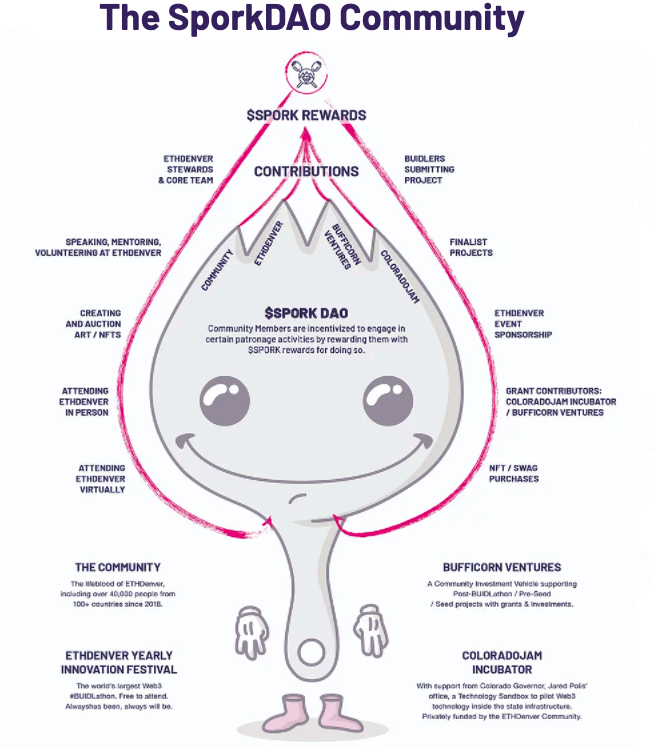 The SporkDAO Community
$SPORK REWARDS
CONTRIBUTIONS
ETHDENVER
STEWARDS
& CORE TEAM
SPEAKING, MENTORING,
VOLUNTEERING AT ETHDENVER
CREATING
AND AUCTION
ART / NFTS
ATTENDING
ETHDENVER
IN PERSON
ATTENDING
ETHDENVER
VIRTUALLY
BUIDLERS
SUBMITTING
PROJECT
FINALIST
PROJECTS
ETHDENVER
EVENT
SPONSORSHIP
GRANT CONTRIBUTORS:
COLORADOJAM INCUBATOR
/ BUFFICORN VENTURES
NFT / SWAG
PURCHASES
COMMUNITY
ETHDENVER
BUFFICORN
VENTURES
COLORADOJAM
$SPORK DAO
Community Members are incentivized to engage in
certain patronage activities by rewarding them with
$SPORK rewards for doing so.
THE COMMUNITY
The lifeblood of ETHDenver,
including over 40,000 people from
100+ countries since 2018.
ETHDENVER YEARLY
INNOVATION FESTIVAL
The world's largest Web3
#BUIDLathon. Free to attend.
Alwayshas been, always will be.
BUFFICORN VENTURES
A Community Investment Vehicle supporting
Post-BUIDLathon / Pre-Seed
/ Seed projects with grants & investments.
COLORADOJAM
INCUBATOR
With support from Colorado Governor, Jared Polis'
office, a Technology Sandbox to pilot Web3
technology inside the state infrastructure.
Privately funded by the ETHDenver Community.